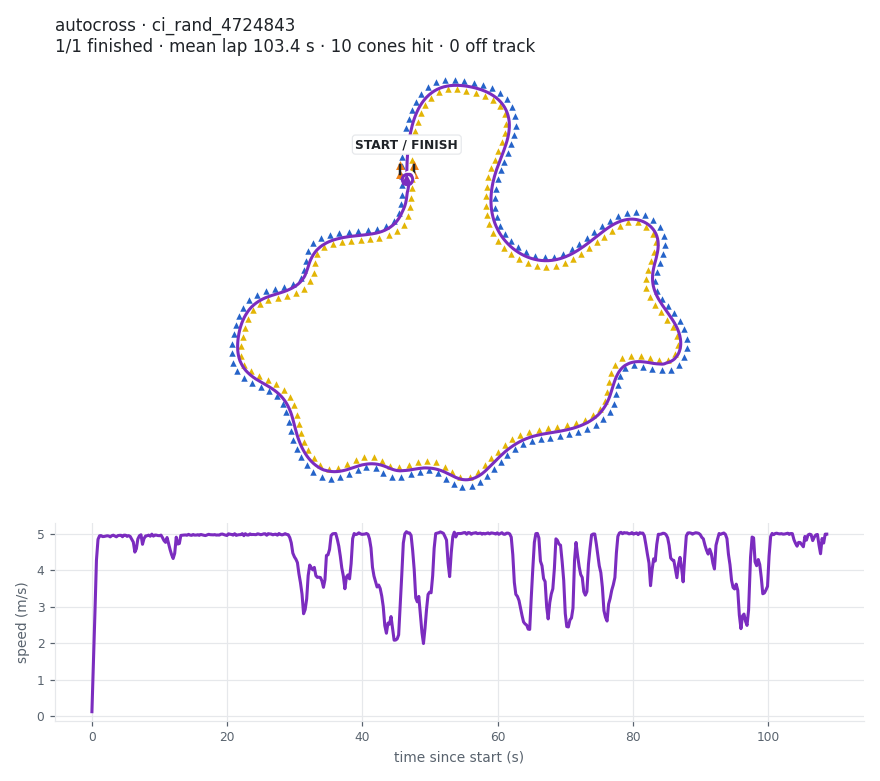 autocross · ci_rand_4724843
1/1 finished · mean lap 103.4 s · 10 cones hit · 0 off track
START / FINISH
5
4
3
2
1
0
speed (m/s)
0 20 40 60 80 100
time since start (s)